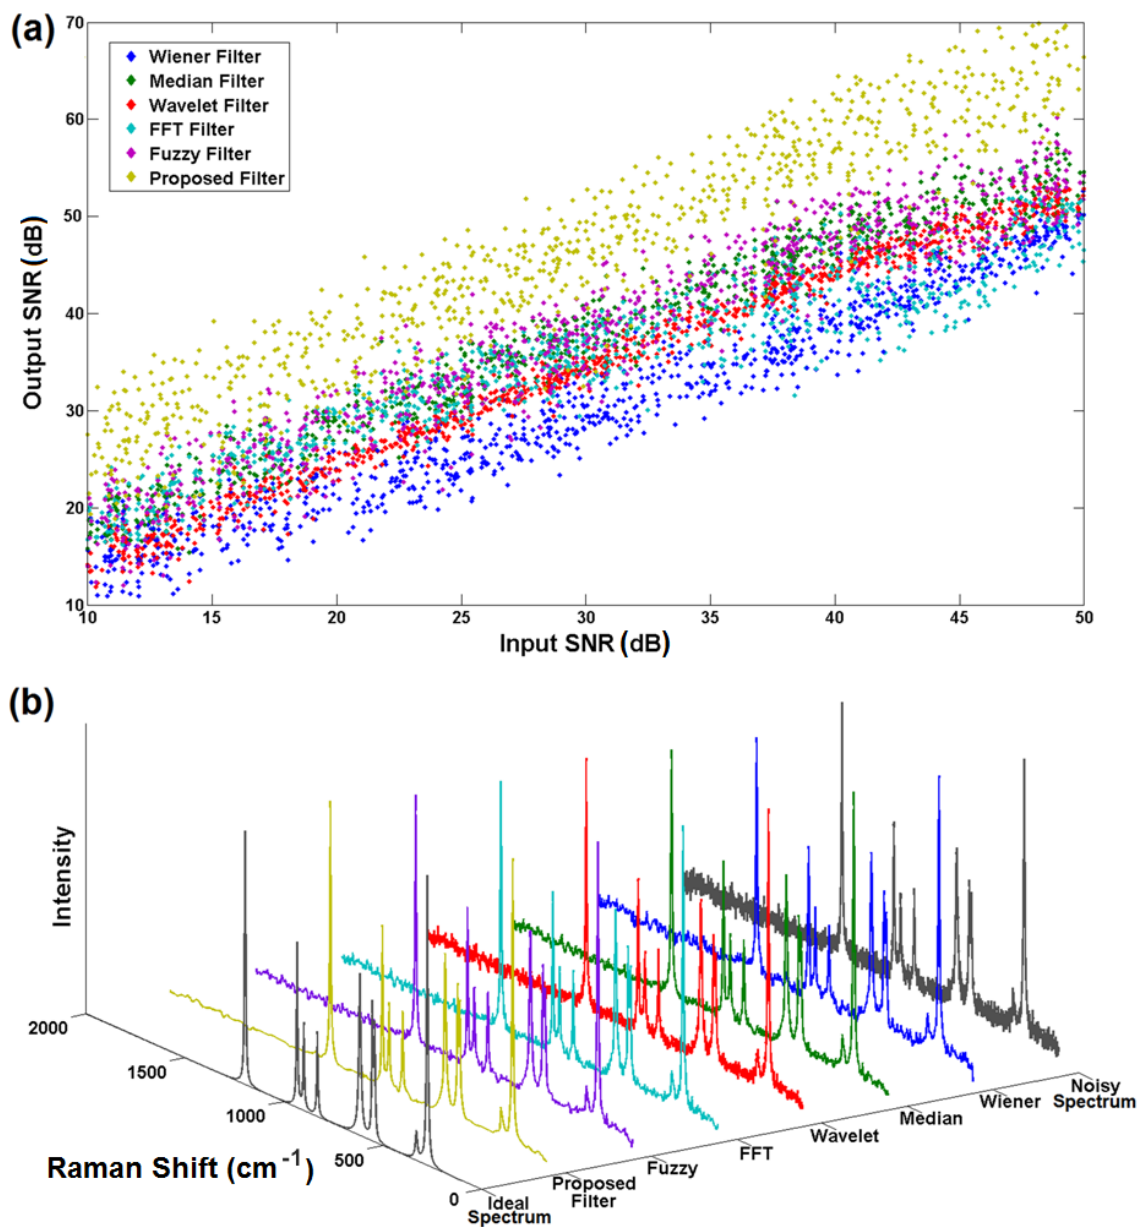 (a)
70
60
50
40
30
20
10
Output SNR (dB)
Wiener Filter
Median Filter
Wavelet Filter
FFT Filter
Fuzzy Filter
Proposed Filter
10
15
20
25
30
35
40
45
50
Input SNR (dB)
(b)
Intensity
2000
1500
1000
500
0
Raman Shift (cm⁻¹)
Ideal
Spectrum
Proposed
Filter
Fuzzy
FFT
Wavelet
Median
Wiener
Noisy
Spectrum